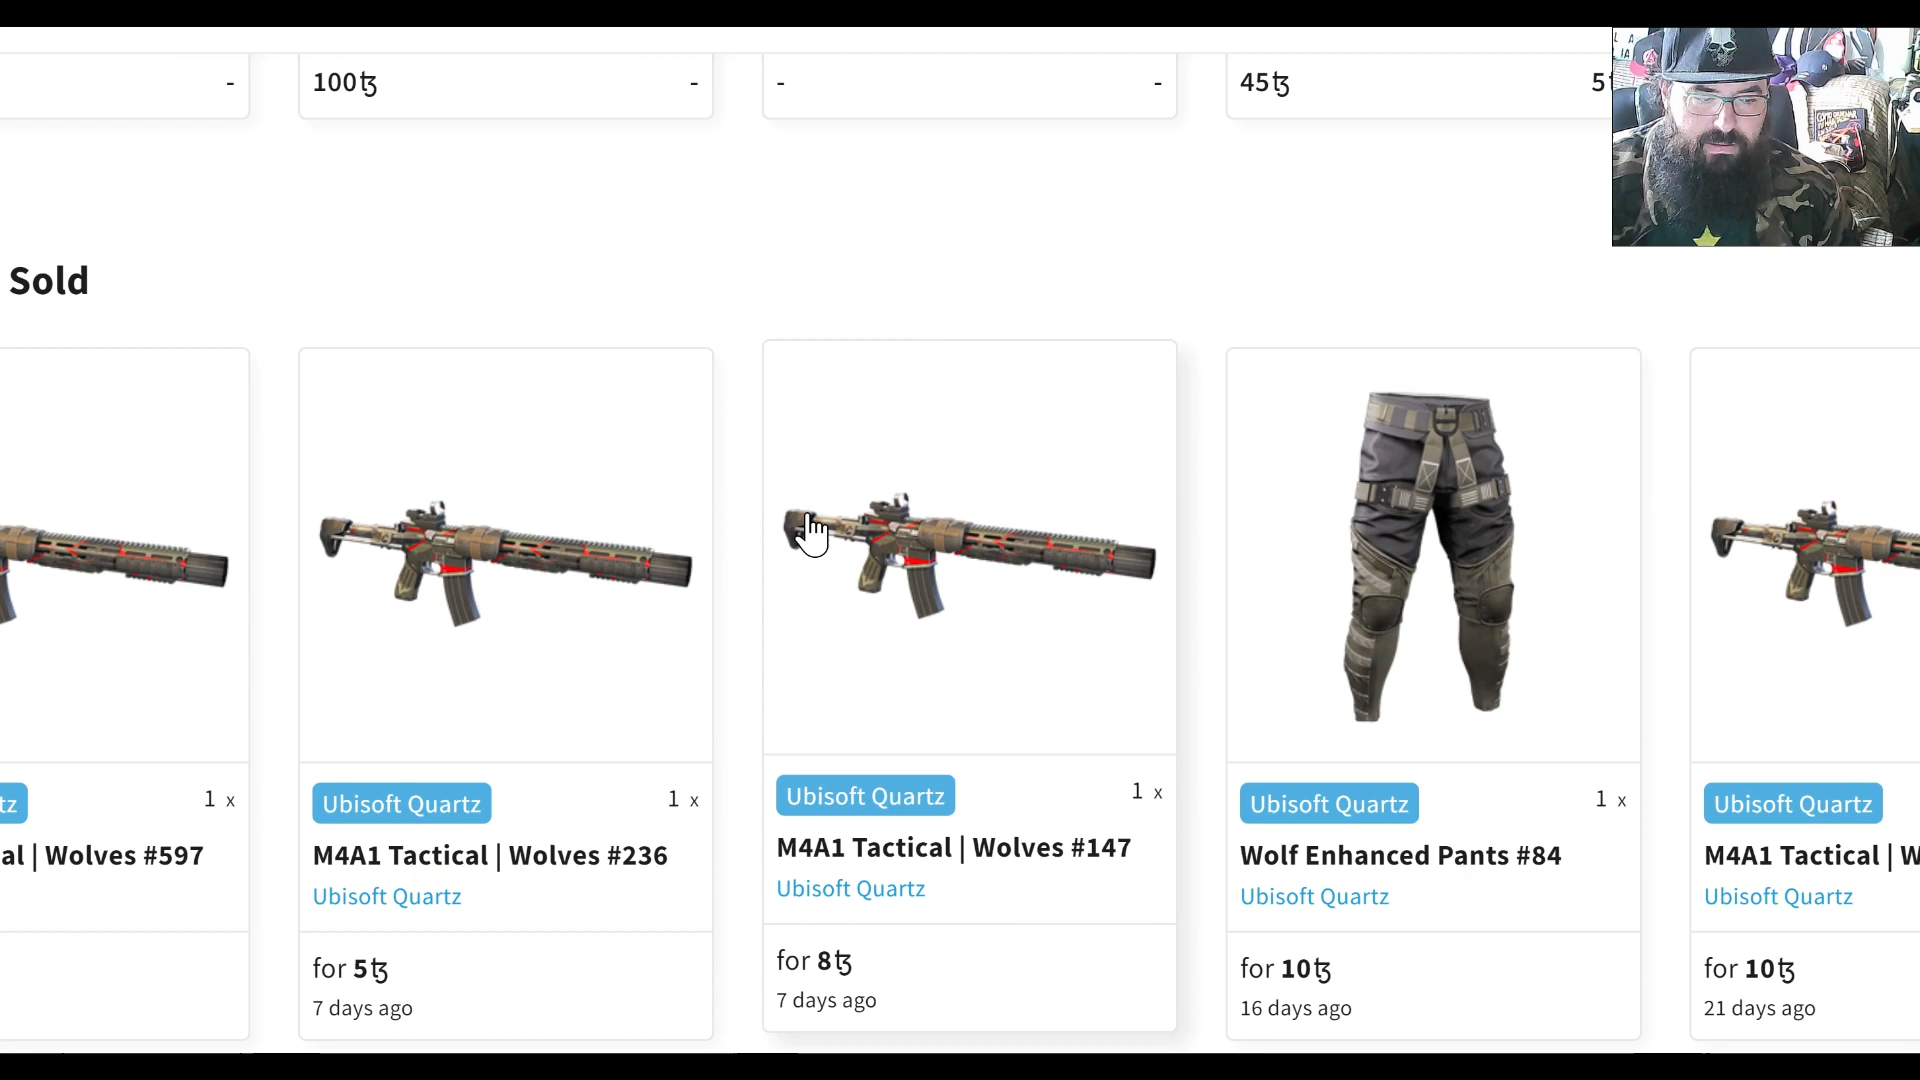 -
100ꜩ -
- -
45ꜩ 5
Sold
tz 1 x
al | Wolves #597
Ubisoft Quartz 1 x
M4A1 Tactical | Wolves #236
Ubisoft Quartz
for 5ꜩ
7 days ago
Ubisoft Quartz 1 x
M4A1 Tactical | Wolves #147
Ubisoft Quartz
for 8ꜩ
7 days ago
Ubisoft Quartz 1 x
Wolf Enhanced Pants #84
Ubisoft Quartz
for 10ꜩ
16 days ago
Ubisoft Quartz
M4A1 Tactical | W
Ubisoft Quartz
for 10ꜩ
21 days ago